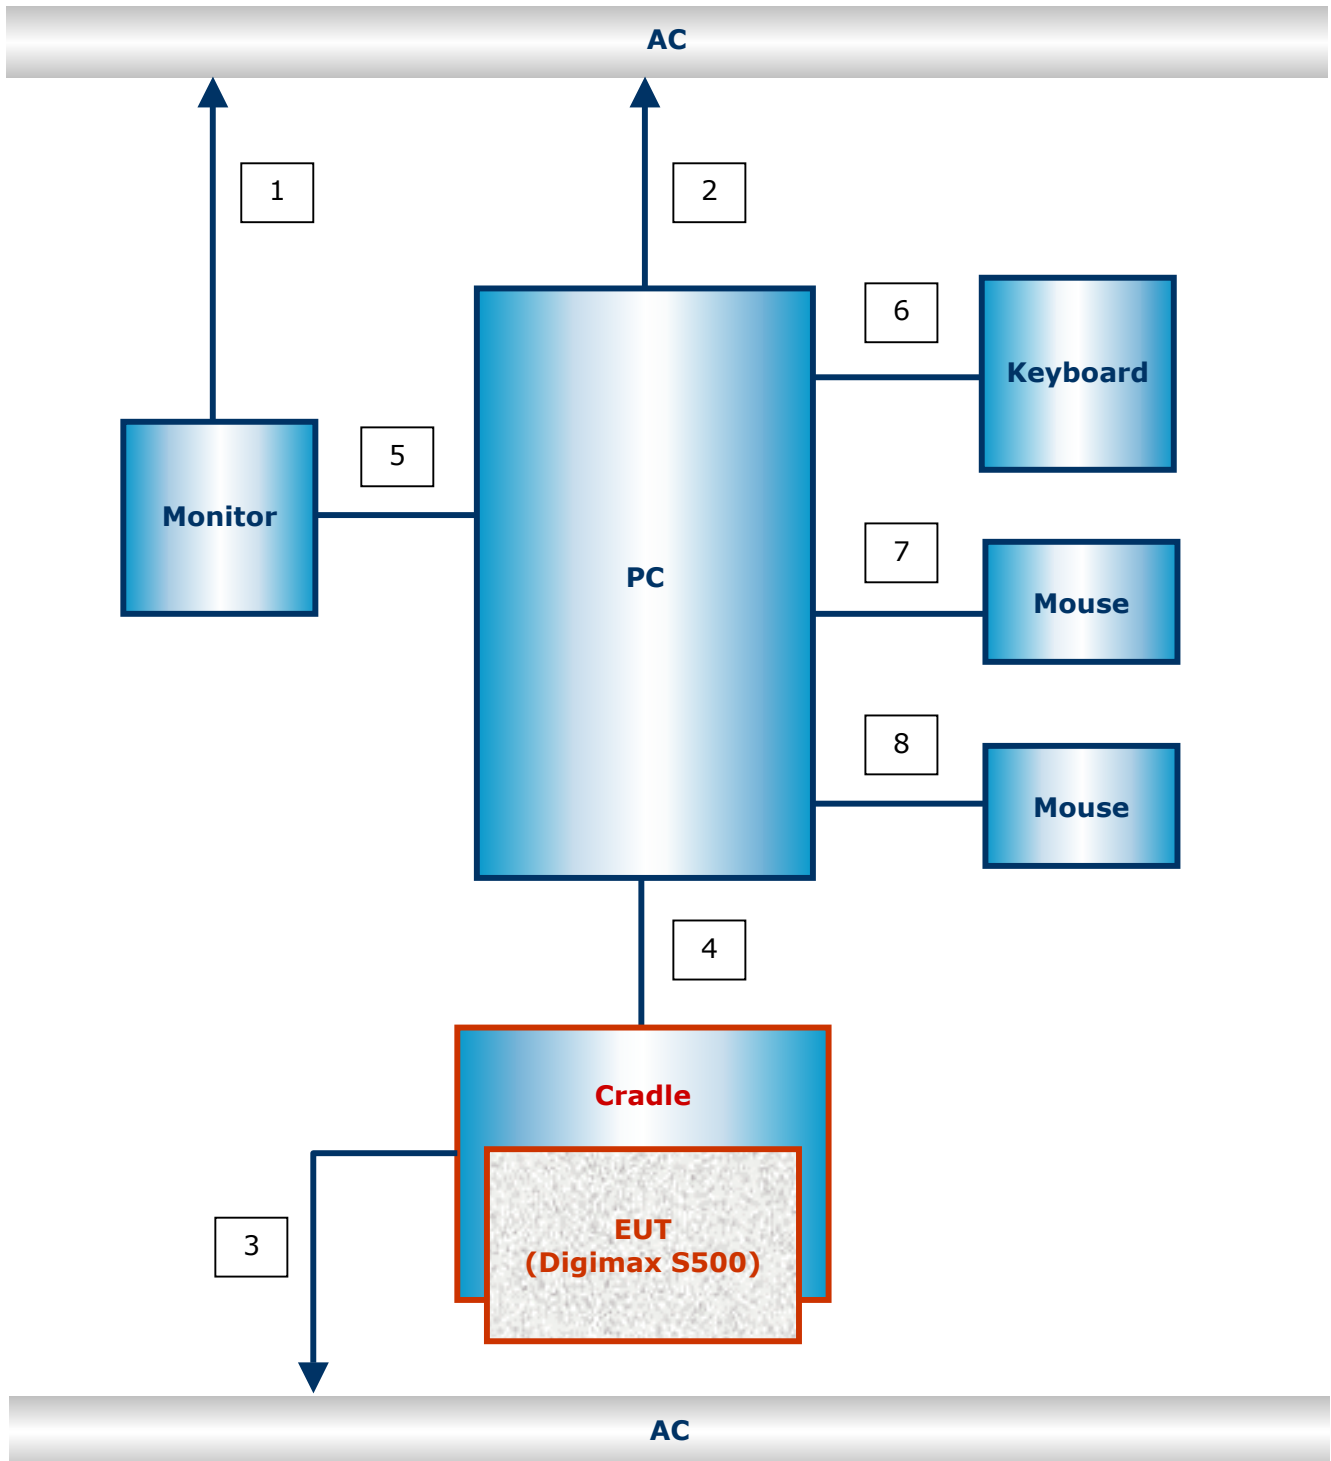 AC
1
2
6
Keyboard
5
Monitor
7
PC
Mouse
8
Mouse
4
Cradle
EUT
(Digimax S500)
3
AC